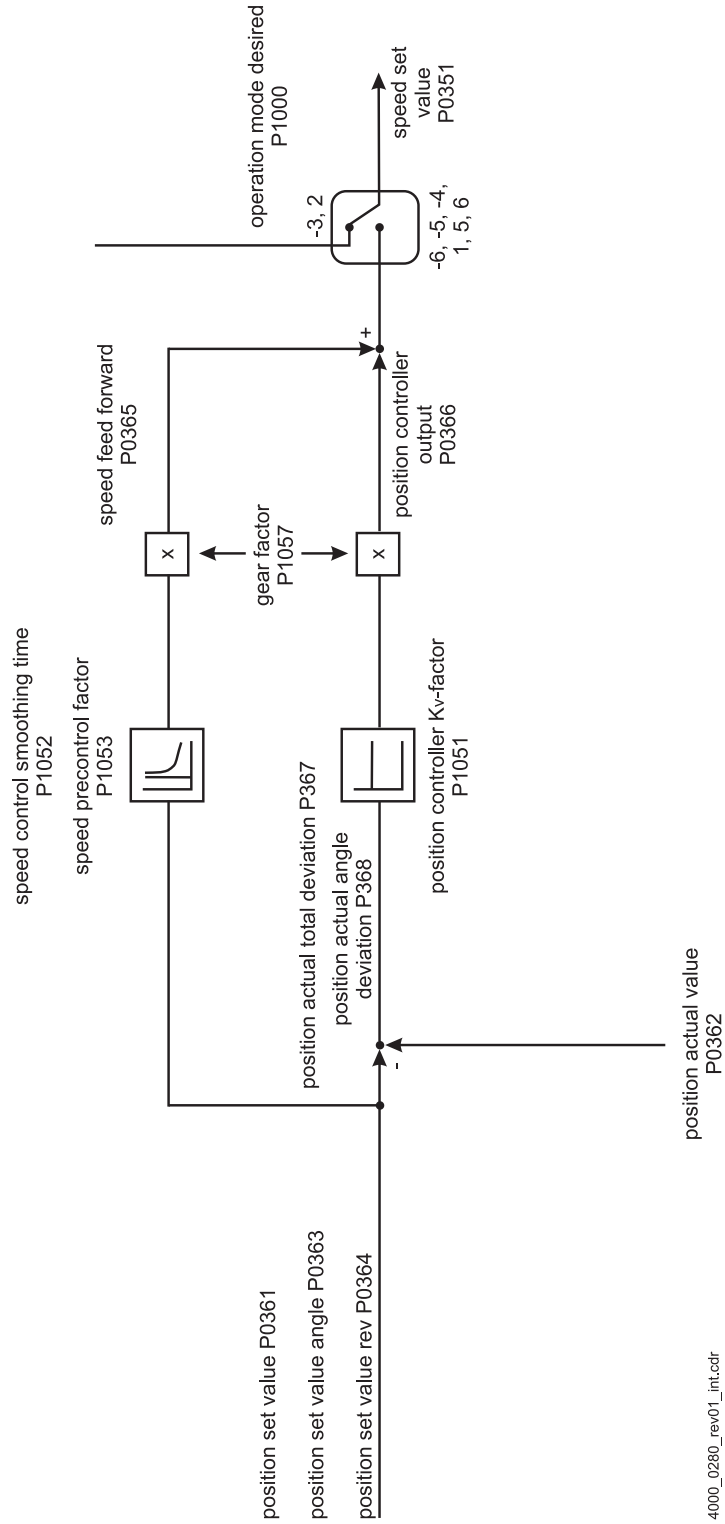 position set value P0361
position set value angle P0363
position set value rev P0364
position actual value
P0362
-
position actual total deviation P367
position actual angle
deviation P368
speed control smoothing time
P1052
speed precontrol factor
P1053
position controller Kv-factor
P1051
x
gear factor
P1057
x
speed feed forward
P0365
position controller
output
P0366
+
operation mode desired
P1000
-3, 2
-6, -5, -4,
1, 5, 6
speed set
value
P0351
4000_0280_rev01_int.cdr